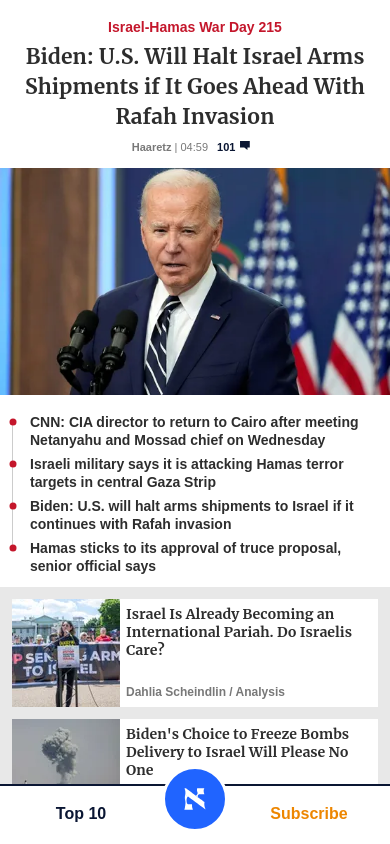 Israel-Hamas War Day 215
Biden: U.S. Will Halt Israel Arms
Shipments if It Goes Ahead With
Rafah Invasion
Haaretz | 04:59 101
CNN: CIA director to return to Cairo after meeting
Netanyahu and Mossad chief on Wednesday
Israeli military says it is attacking Hamas terror
targets in central Gaza Strip
Biden: U.S. will halt arms shipments to Israel if it
continues with Rafah invasion
Hamas sticks to its approval of truce proposal,
senior official says
Israel Is Already Becoming an
International Pariah. Do Israelis
Care?
TO ISRAEL
Dahlia Scheindlin / Analysis
Biden's Choice to Freeze Bombs
Delivery to Israel Will Please No
One
Top 10
Subscribe